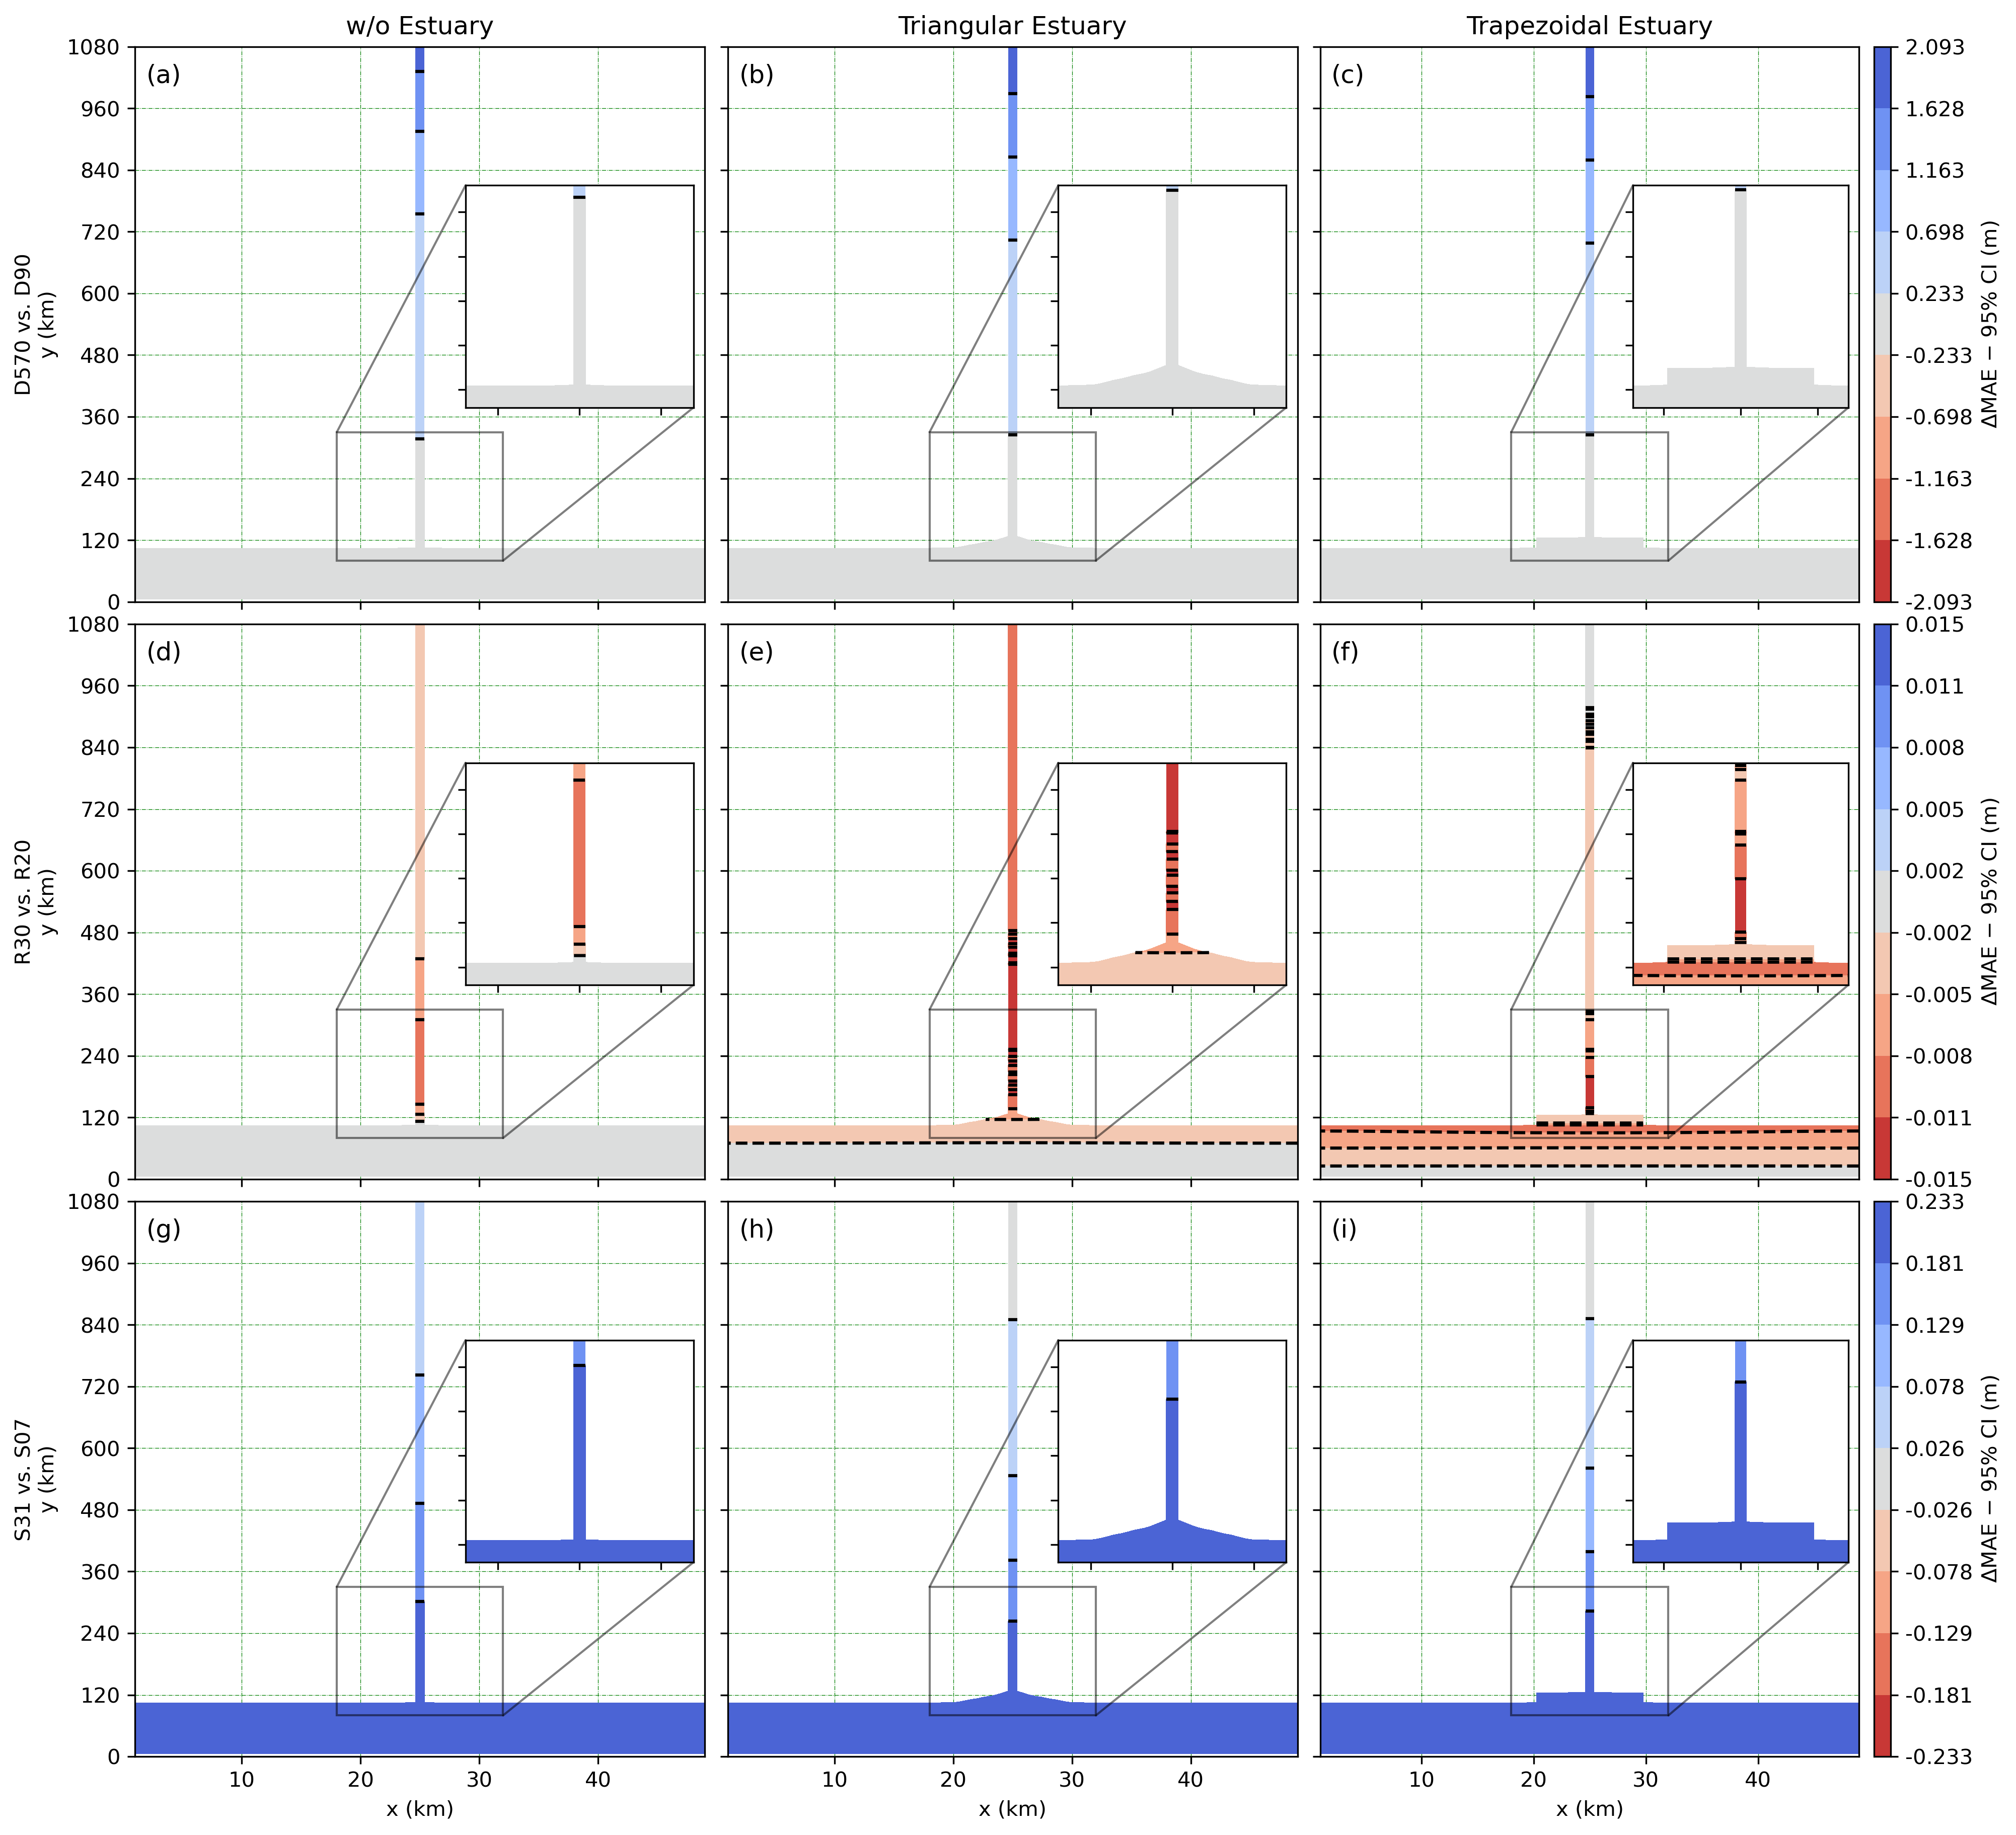 w/o Estuary
Triangular Estuary
Trapezoidal Estuary
(a)
(b)
(c)
D570 vs. D90
y (km)
1080
960
840
720
600
480
360
240
120
0
2.093
1.628
1.163
0.698
0.233
-0.233
-0.698
-1.163
-1.628
-2.093
ΔMAE − 95% CI (m)
(d)
(e)
(f)
R30 vs. R20
y (km)
1080
960
840
720
600
480
360
240
120
0
0.015
0.011
0.008
0.005
0.002
-0.002
-0.005
-0.008
-0.011
-0.015
ΔMAE − 95% CI (m)
(g)
(h)
(i)
S31 vs. S07
y (km)
1080
960
840
720
600
480
360
240
120
0
0.233
0.181
0.129
0.078
0.026
-0.026
-0.078
-0.129
-0.181
-0.233
ΔMAE − 95% CI (m)
10 20 30 40
10 20 30 40
10 20 30 40
x (km)
x (km)
x (km)